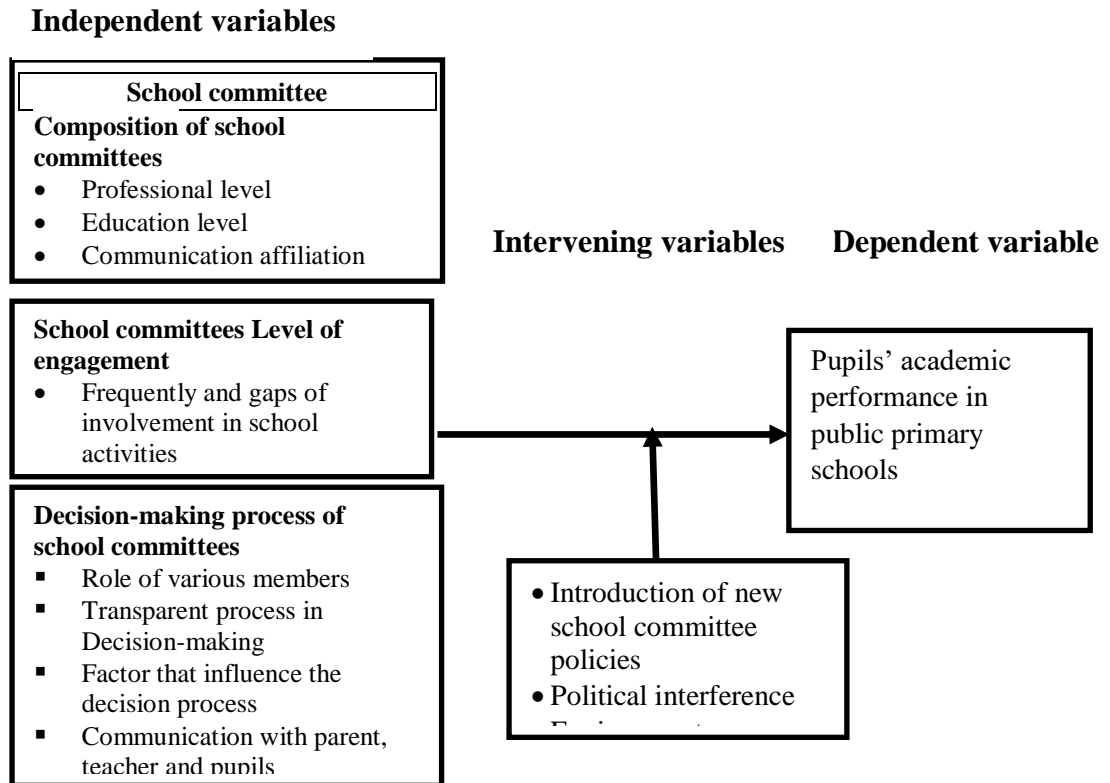 Independent variables
School committee
Composition of school
committees
• Professional level
• Education level
• Communication affiliation
School committees Level of
engagement
• Frequently and gaps of
involvement in school
activities
Decision-making process of
school committees
▪ Role of various members
▪ Transparent process in
Decision-making
▪ Factor that influence the
decision process
▪ Communication with parent,
teacher and pupils
Intervening variables
• Introduction of new
school committee
policies
• Political interference
Dependent variable
Pupils’ academic
performance in
public primary
schools